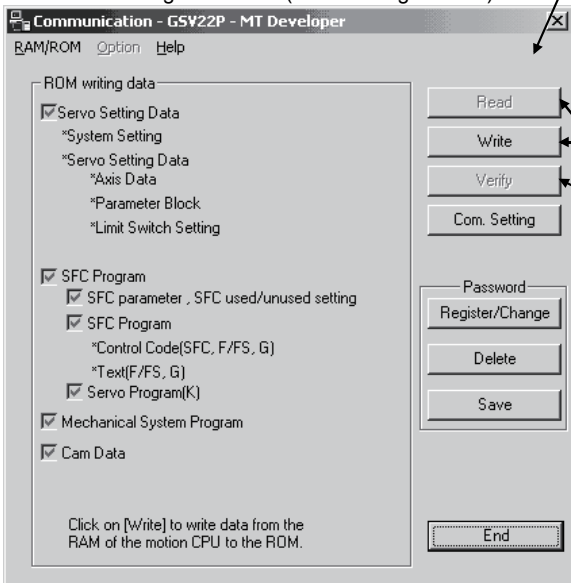 Communication - GSV22P - MT Developer
RAM/ROM Option Help
ROM writing data
Servo Setting Data
*System Setting
*Servo Setting Data
*Axis Data
*Parameter Block
*Limit Switch Setting
SFC Program
SFC parameter , SFC used/unused setting
SFC Program
*Control Code(SFC, F/FS, G)
*Text(F/FS, G)
Servo Program(K)
Mechanical System Program
Cam Data
Click on [Write] to write data from the
RAM of the motion CPU to the ROM.
Read
Write
Verify
Com. Setting
Password
Register/Change
Delete
Save
End